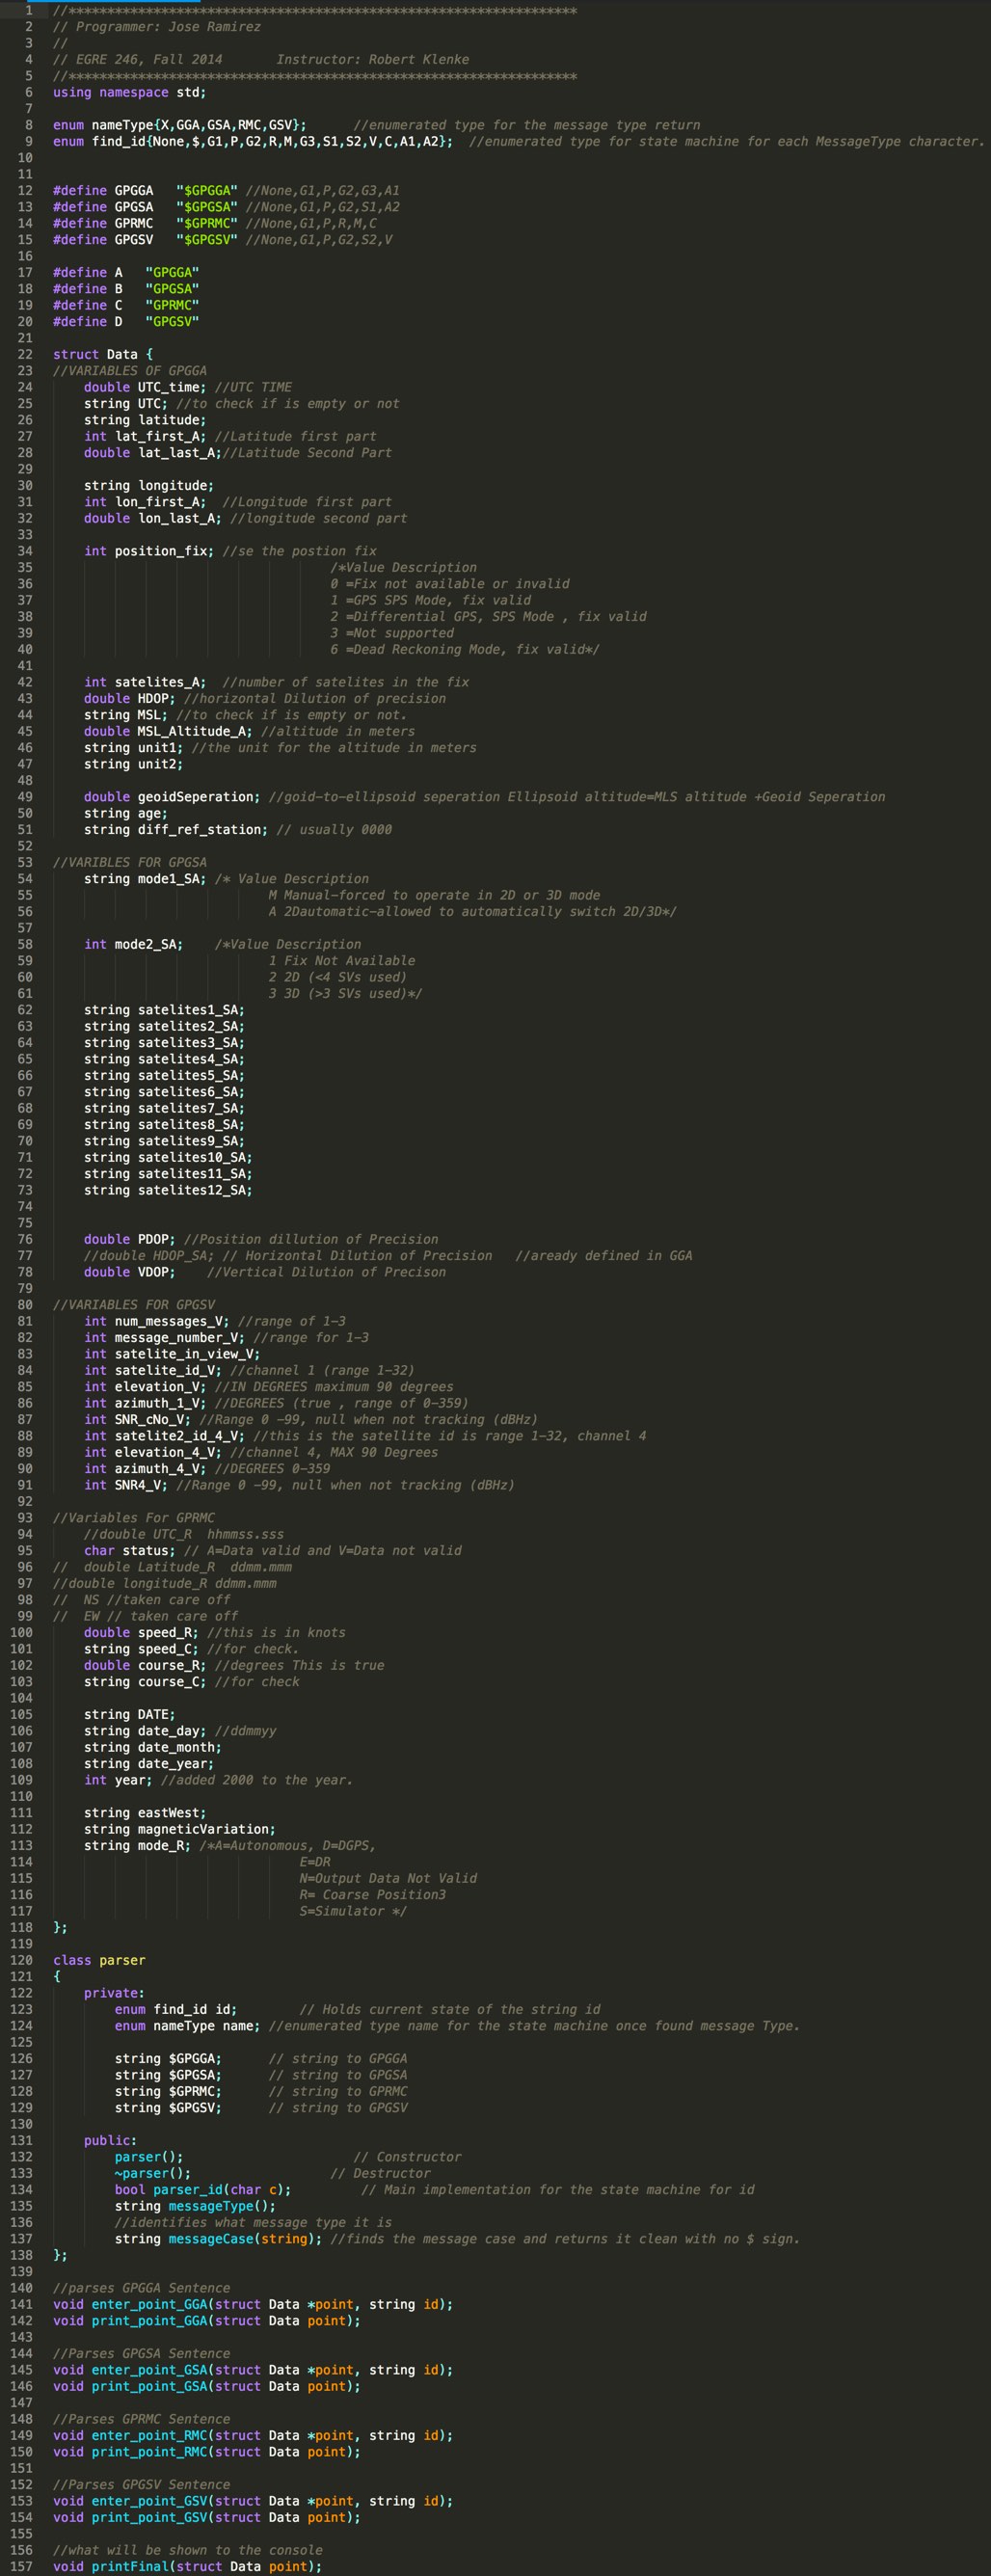 1 //******************************************************************
2 // Programmer: Jose Ramirez
3 //
4 // EGRE 246, Fall 2014       Instructor: Robert Klenke
5 //******************************************************************
6 using namespace std;
7
8 enum nameType{X,GGA,GSA,RMC,GSV};      //enumerated type for the message type return
9 enum find_id{None,$,G1,P,G2,R,M,G3,S1,S2,V,C,A1,A2};  //enumerated type for state machine for each MessageType character.
10
11
12 #define GPGGA   "$GPGGA" //None,G1,P,G2,G3,A1
13 #define GPGSA   "$GPGSA" //None,G1,P,G2,S1,A2
14 #define GPRMC   "$GPRMC" //None,G1,P,R,M,C
15 #define GPGSV   "$GPGSV" //None,G1,P,G2,S2,V
16
17 #define A   "GPGGA"
18 #define B   "GPGSA"
19 #define C   "GPRMC"
20 #define D   "GPGSV"
21
22 struct Data {
23 //VARIABLES OF GPGGA
24     double UTC_time; //UTC TIME
25     string UTC; //to check if is empty or not
26     string latitude;
27     int lat_first_A; //Latitude first part
28     double lat_last_A;//Latitude Second Part
29
30     string longitude;
31     int lon_first_A;  //Longitude first part
32     double lon_last_A; //longitude second part
33
34     int position_fix; //se the postion fix
35                                     /*Value Description
36                                     0 =Fix not available or invalid
37                                     1 =GPS SPS Mode, fix valid
38                                     2 =Differential GPS, SPS Mode , fix valid
39                                     3 =Not supported
40                                     6 =Dead Reckoning Mode, fix valid*/
41
42     int satelites_A;  //number of satelites in the fix
43     double HDOP; //horizontal Dilution of precision
44     string MSL; //to check if is empty or not.
45     double MSL_Altitude_A; //altitude in meters
46     string unit1; //the unit for the altitude in meters
47     string unit2;
48
49     double geoidSeperation; //goid-to-ellipsoid seperation Ellipsoid altitude=MLS altitude +Geoid Seperation
50     string age;
51     string diff_ref_station; // usually 0000
52
53 //VARIBLES FOR GPGSA
54     string mode1_SA; /* Value Description
55                             M Manual-forced to operate in 2D or 3D mode
56                             A 2Dautomatic-allowed to automatically switch 2D/3D*/
57
58     int mode2_SA;    /*Value Description
59                             1 Fix Not Available
60                             2 2D (<4 SVs used)
61                             3 3D (>3 SVs used)*/
62     string satelites1_SA;
63     string satelites2_SA;
64     string satelites3_SA;
65     string satelites4_SA;
66     string satelites5_SA;
67     string satelites6_SA;
68     string satelites7_SA;
69     string satelites8_SA;
70     string satelites9_SA;
71     string satelites10_SA;
72     string satelites11_SA;
73     string satelites12_SA;
74
75
76     double PDOP; //Position dillution of Precision
77     //double HDOP_SA; // Horizontal Dilution of Precision   //aready defined in GGA
78     double VDOP;    //Vertical Dilution of Precison
79
80 //VARIABLES FOR GPGSV
81     int num_messages_V; //range of 1-3
82     int message_number_V; //range for 1-3
83     int satelite_in_view_V;
84     int satelite_id_V; //channel 1 (range 1-32)
85     int elevation_V; //IN DEGREES maximum 90 degrees
86     int azimuth_1_V; //DEGREES (true , range of 0-359)
87     int SNR_cNo_V; //Range 0 -99, null when not tracking (dBHz)
88     int satelite2_id_4_V; //this is the satellite id is range 1-32, channel 4
89     int elevation_4_V; //channel 4, MAX 90 Degrees
90     int azimuth_4_V; //DEGREES 0-359
91     int SNR4_V; //Range 0 -99, null when not tracking (dBHz)
92
93 //Variables For GPRMC
94     //double UTC_R  hhmmss.sss
95     char status; // A=Data valid and V=Data not valid
96 //  double Latitude_R  ddmm.mmm
97 //double longitude_R ddmm.mmm
98 //  NS //taken care off
99 //  EW // taken care off
100     double speed_R; //this is in knots
101     string speed_C; //for check.
102     double course_R; //degrees This is true
103     string course_C; //for check
104
105     string DATE;
106     string date_day; //ddmmyy
107     string date_month;
108     string date_year;
109     int year; //added 2000 to the year.
110
111     string eastWest;
112     string magneticVariation;
113     string mode_R; /*A=Autonomous, D=DGPS,
114                                 E=DR
115                                 N=Output Data Not Valid
116                                 R= Coarse Position3
117                                 S=Simulator */
118 };
119
120 class parser
121 {
122     private:
123         enum find_id id;        // Holds current state of the string id
124         enum nameType name; //enumerated type name for the state machine once found message Type.
125
126         string $GPGGA;      // string to GPGGA
127         string $GPGSA;      // string to GPGSA
128         string $GPRMC;      // string to GPRMC
129         string $GPGSV;      // string to GPGSV
130
131     public:
132         parser();                      // Constructor
133         ~parser();                  // Destructor
134         bool parser_id(char c);         // Main implementation for the state machine for id
135         string messageType();
136         //identifies what message type it is
137         string messageCase(string); //finds the message case and returns it clean with no $ sign.
138 };
139
140 //parses GPGGA Sentence
141 void enter_point_GGA(struct Data *point, string id);
142 void print_point_GGA(struct Data point);
143
144 //Parses GPGSA Sentence
145 void enter_point_GSA(struct Data *point, string id);
146 void print_point_GSA(struct Data point);
147
148 //Parses GPRMC Sentence
149 void enter_point_RMC(struct Data *point, string id);
150 void print_point_RMC(struct Data point);
151
152 //Parses GPGSV Sentence
153 void enter_point_GSV(struct Data *point, string id);
154 void print_point_GSV(struct Data point);
155
156 //what will be shown to the console
157 void printFinal(struct Data point);